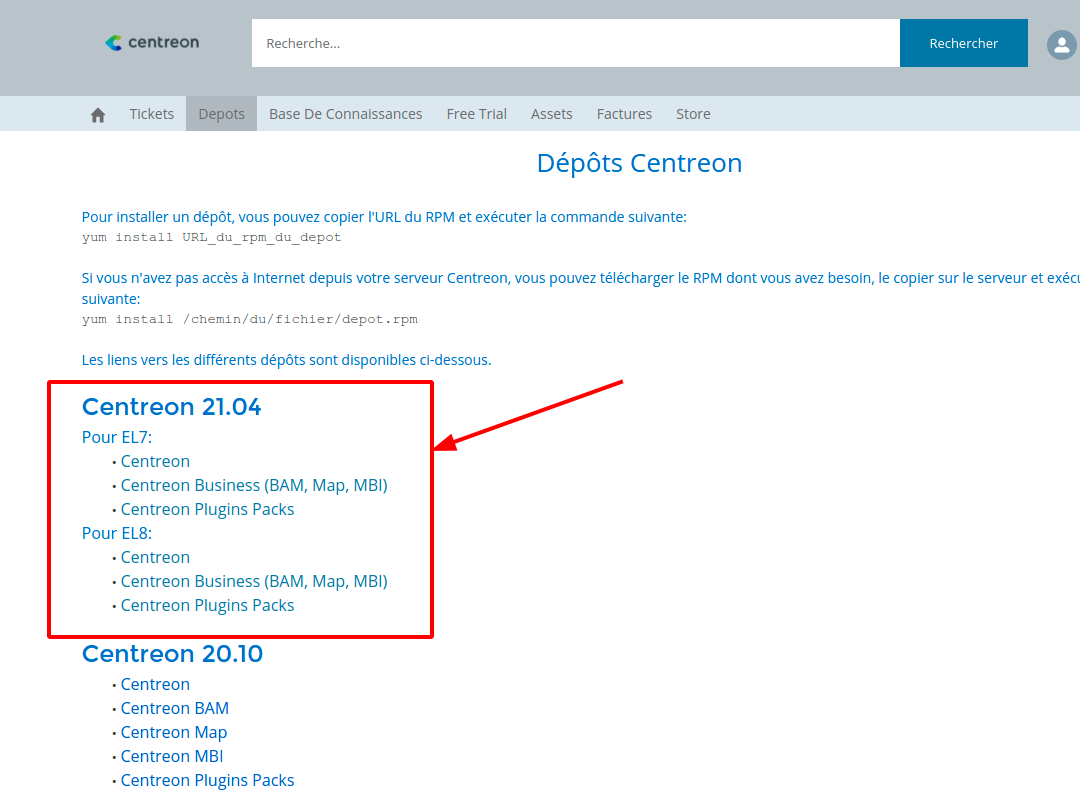 centreon
Recherche...
Rechercher
Tickets Depots Base De Connaissances Free Trial Assets Factures Store
Dépôts Centreon
Pour installer un dépôt, vous pouvez copier l'URL du RPM et exécuter la commande suivante:
yum install URL_du_rpm_du_depot
Si vous n'avez pas accès à Internet depuis votre serveur Centreon, vous pouvez télécharger le RPM dont vous avez besoin, le copier sur le serveur et
suivante:
yum install /chemin/du/fichier/depot.rpm
Les liens vers les différents dépôts sont disponibles ci-dessous.
Centreon 21.04
Pour EL7:
• Centreon
• Centreon Business (BAM, Map, MBI)
• Centreon Plugins Packs
Pour EL8:
• Centreon
• Centreon Business (BAM, Map, MBI)
• Centreon Plugins Packs
Centreon 20.10
• Centreon
• Centreon BAM
• Centreon Map
• Centreon MBI
• Centreon Plugins Packs